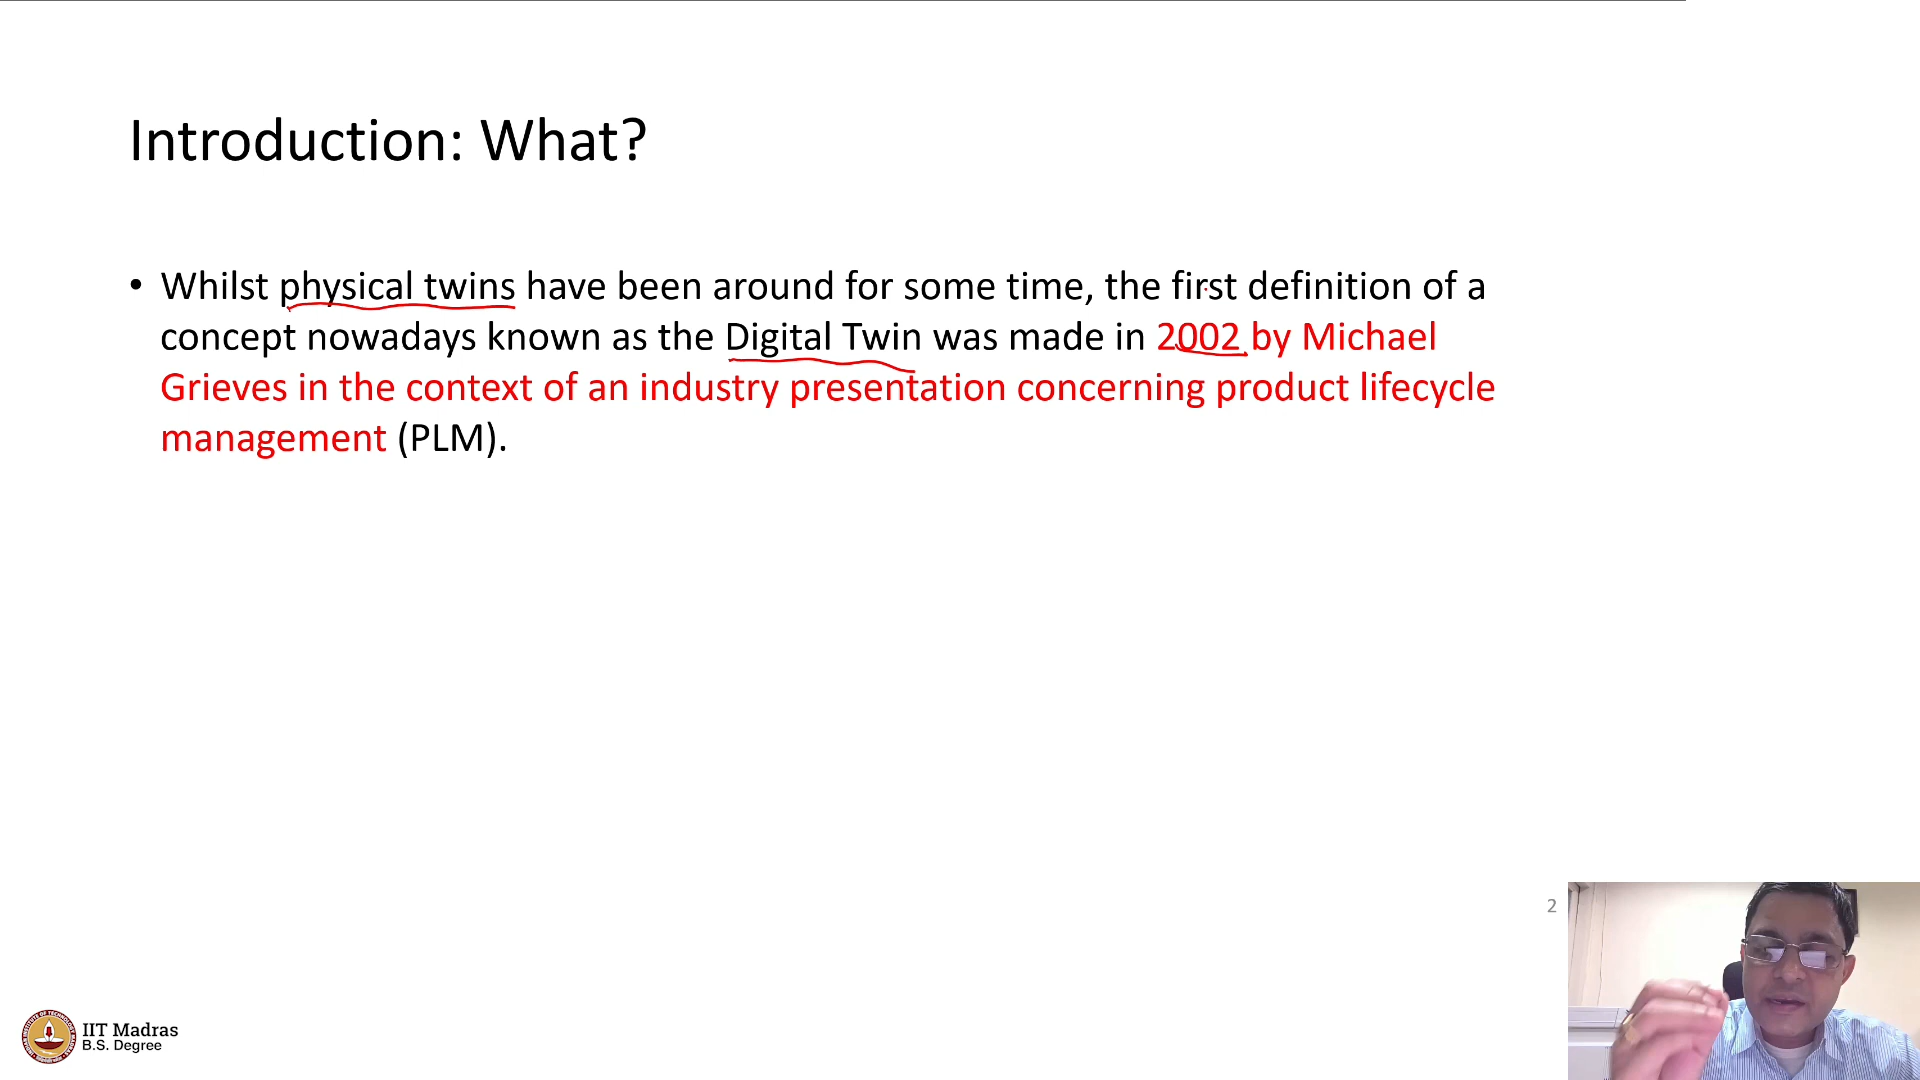 Introduction: What?
• Whilst physical twins have been around for some time, the first definition of a
concept nowadays known as the Digital Twin was made in 2002 by Michael
Grieves in the context of an industry presentation concerning product lifecycle
management (PLM).
2
IIT Madras
B.S. Degree